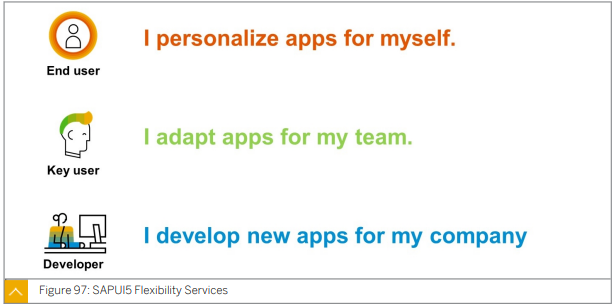 I personalize apps for myself.
End user
I adapt apps for my team.
Key user
I develop new apps for my company
Developer
Figure 97: SAPUI5 Flexibility Services